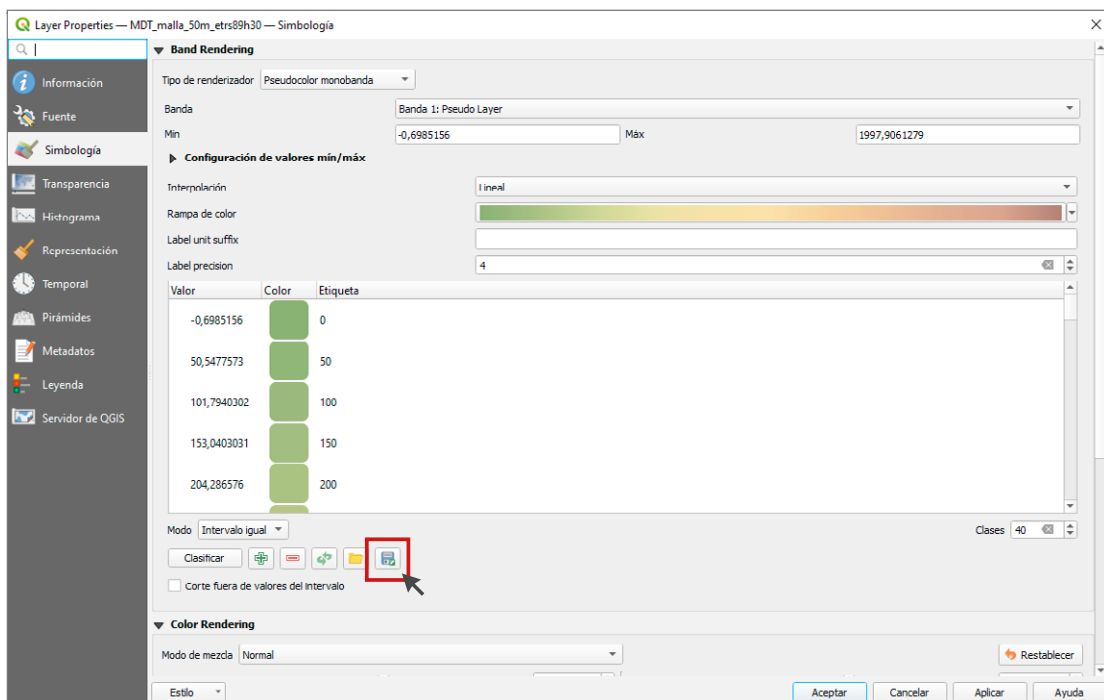 Layer Properties — MDT_malla_50m_etrs89h30 — Simbología
Información
Fuente
Simbología
Transparencia
Histograma
Representación
Temporal
Pirámides
Metadatos
Leyenda
Servidor de QGIS
Band Rendering
Tipo de renderizador Pseudocolor monobanda
Banda Banda 1: Pseudo Layer
Min -0,6985156 Máx 1997,9061279
Configuración de valores mín/máx
Interpolación Lineal
Rampa de color
Label unit suffix
Label precision 4
Valor Color Etiqueta
-0,6985156 0
50,5477573 50
101,7940302 100
153,0403031 150
204,286576 200
Modo Intervalo igual Clases 40
Clasificar
Corte fuera de valores del intervalo
Color Rendering
Modo de mezcla Normal Restablecer
Estilo Aceptar Cancelar Aplicar Ayuda